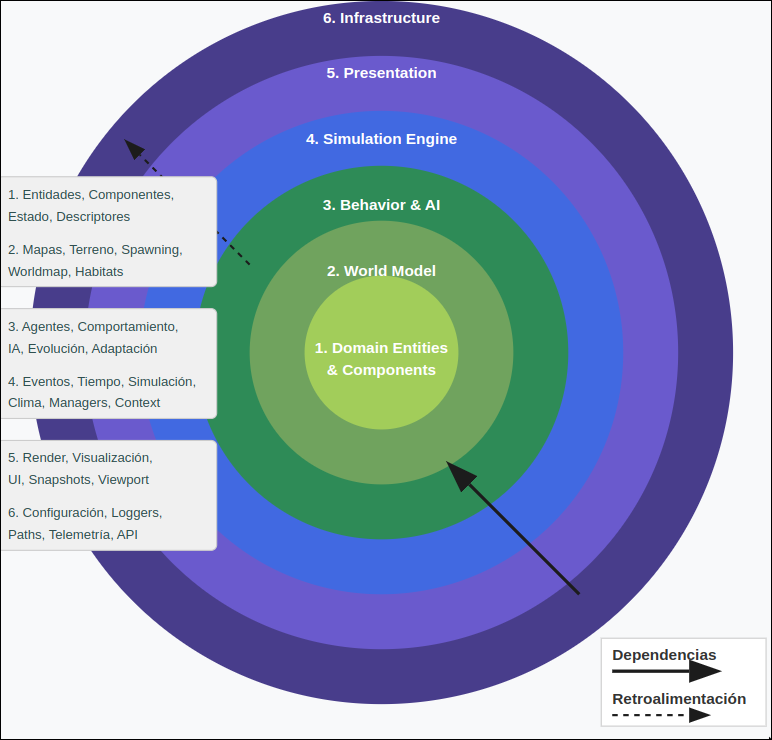 6. Infrastructure
5. Presentation
4. Simulation Engine
3. Behavior & AI
2. World Model
1. Domain Entities
& Components
1. Entidades, Componentes,
Estado, Descriptores
2. Mapas, Terreno, Spawning,
Worldmap, Habitats
3. Agentes, Comportamiento,
IA, Evolución, Adaptación
4. Eventos, Tiempo, Simulación,
Clima, Managers, Context
5. Render, Visualización,
UI, Snapshots, Viewport
6. Configuración, Loggers,
Paths, Telemetría, API
Dependencias
Retroalimentación